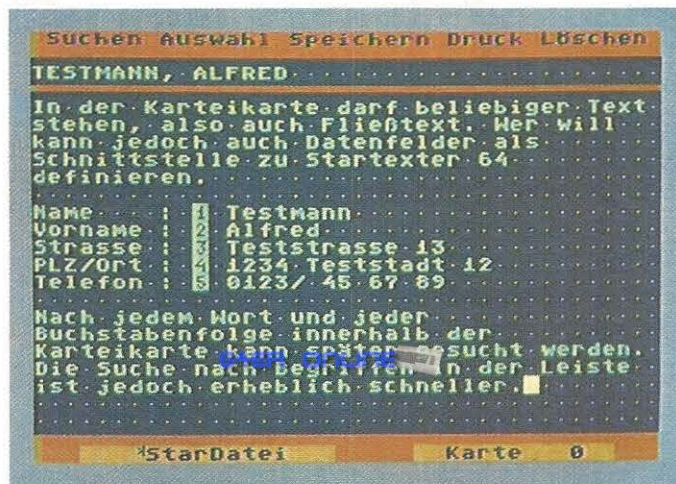 Suchen Auswahl Speichern Druck Löschen
TESTMANN, ALFRED
In der Karteikarte darf beliebiger Text
stehen, also auch Fließtext. Wer will
kann jedoch auch Datenfelder als
Schnittstelle zu Startexter 64
definieren.
Name : 1 Testmann
Vorname : 2 Alfred
Strasse : 3 Teststrasse 13
PLZ/Ort : 4 1234 Teststadt 12
Telefon : 5 0123/ 45 67 89
Nach jedem Wort und jeder
Buchstabenfolge innerhalb der
Karteikarte kann später gesucht werden.
Die Suche nach in der Leiste
ist jedoch erheblich schneller.
*StarDatei Karte 0